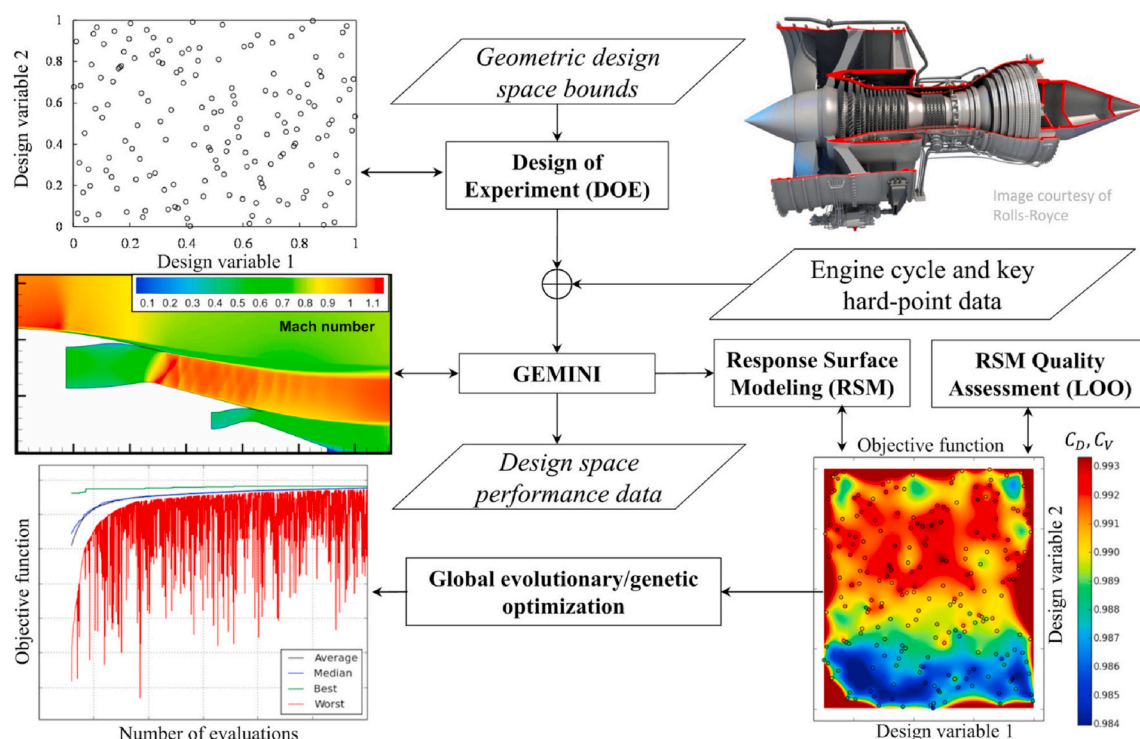 Design variable 2
1
0.8
0.6
0.4
0.2
0
0 0.2 0.4 0.6 0.8 1
Design variable 1
Geometric design
space bounds
Design of
Experiment (DOE)
Image courtesy of
Rolls-Royce
Engine cycle and key
hard-point data
0.1 0.2 0.3 0.4 0.5 0.6 0.7 0.8 0.9 1 1.1
Mach number
GEMINI
Response Surface
Modeling (RSM)
RSM Quality
Assessment (LOO)
Design space
performance data
Objective function
C_D, C_V
0.993
0.992
0.991
0.990
0.989
0.988
0.987
0.986
0.985
0.984
Design variable 2
Design variable 1
Global evolutionary/genetic
optimization
Objective function
Average
Median
Best
Worst
Number of evaluations